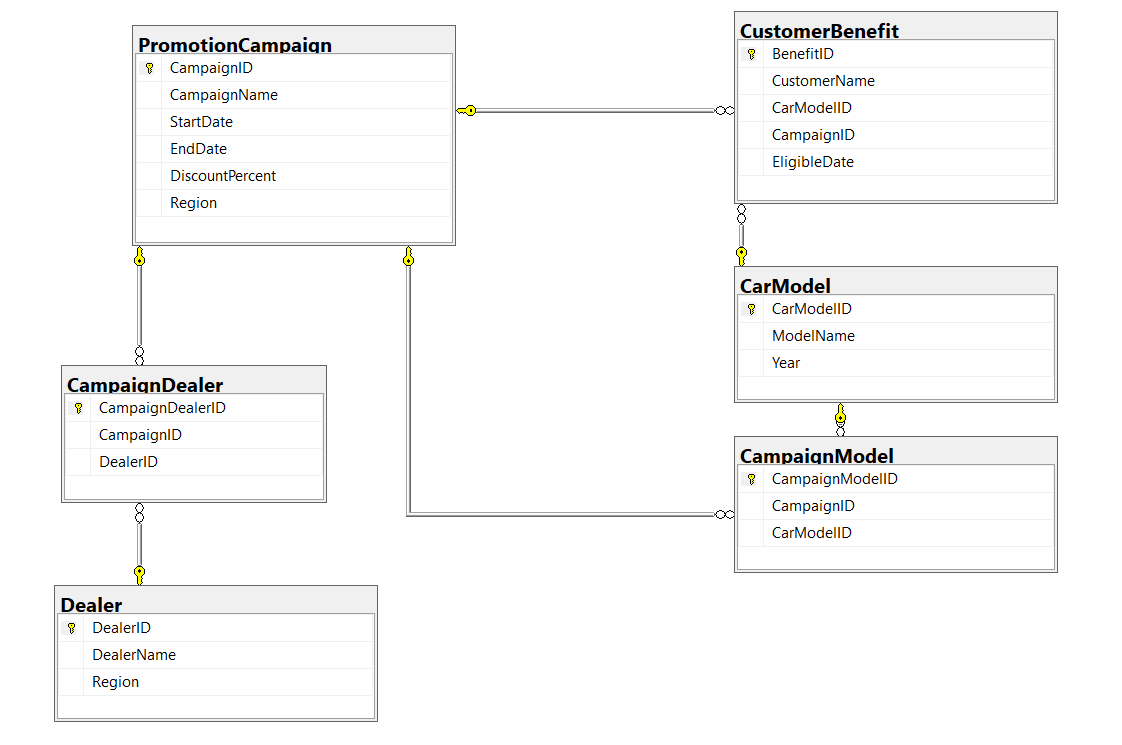 PromotionCampaign
CampaignID
CampaignName
StartDate
EndDate
DiscountPercent
Region
CustomerBenefit
BenefitID
CustomerName
CarModelID
CampaignID
EligibleDate
CarModel
CarModelID
ModelName
Year
CampaignDealer
CampaignDealerID
CampaignID
DealerID
CampaignModel
CampaignModelID
CampaignID
CarModelID
Dealer
DealerID
DealerName
Region